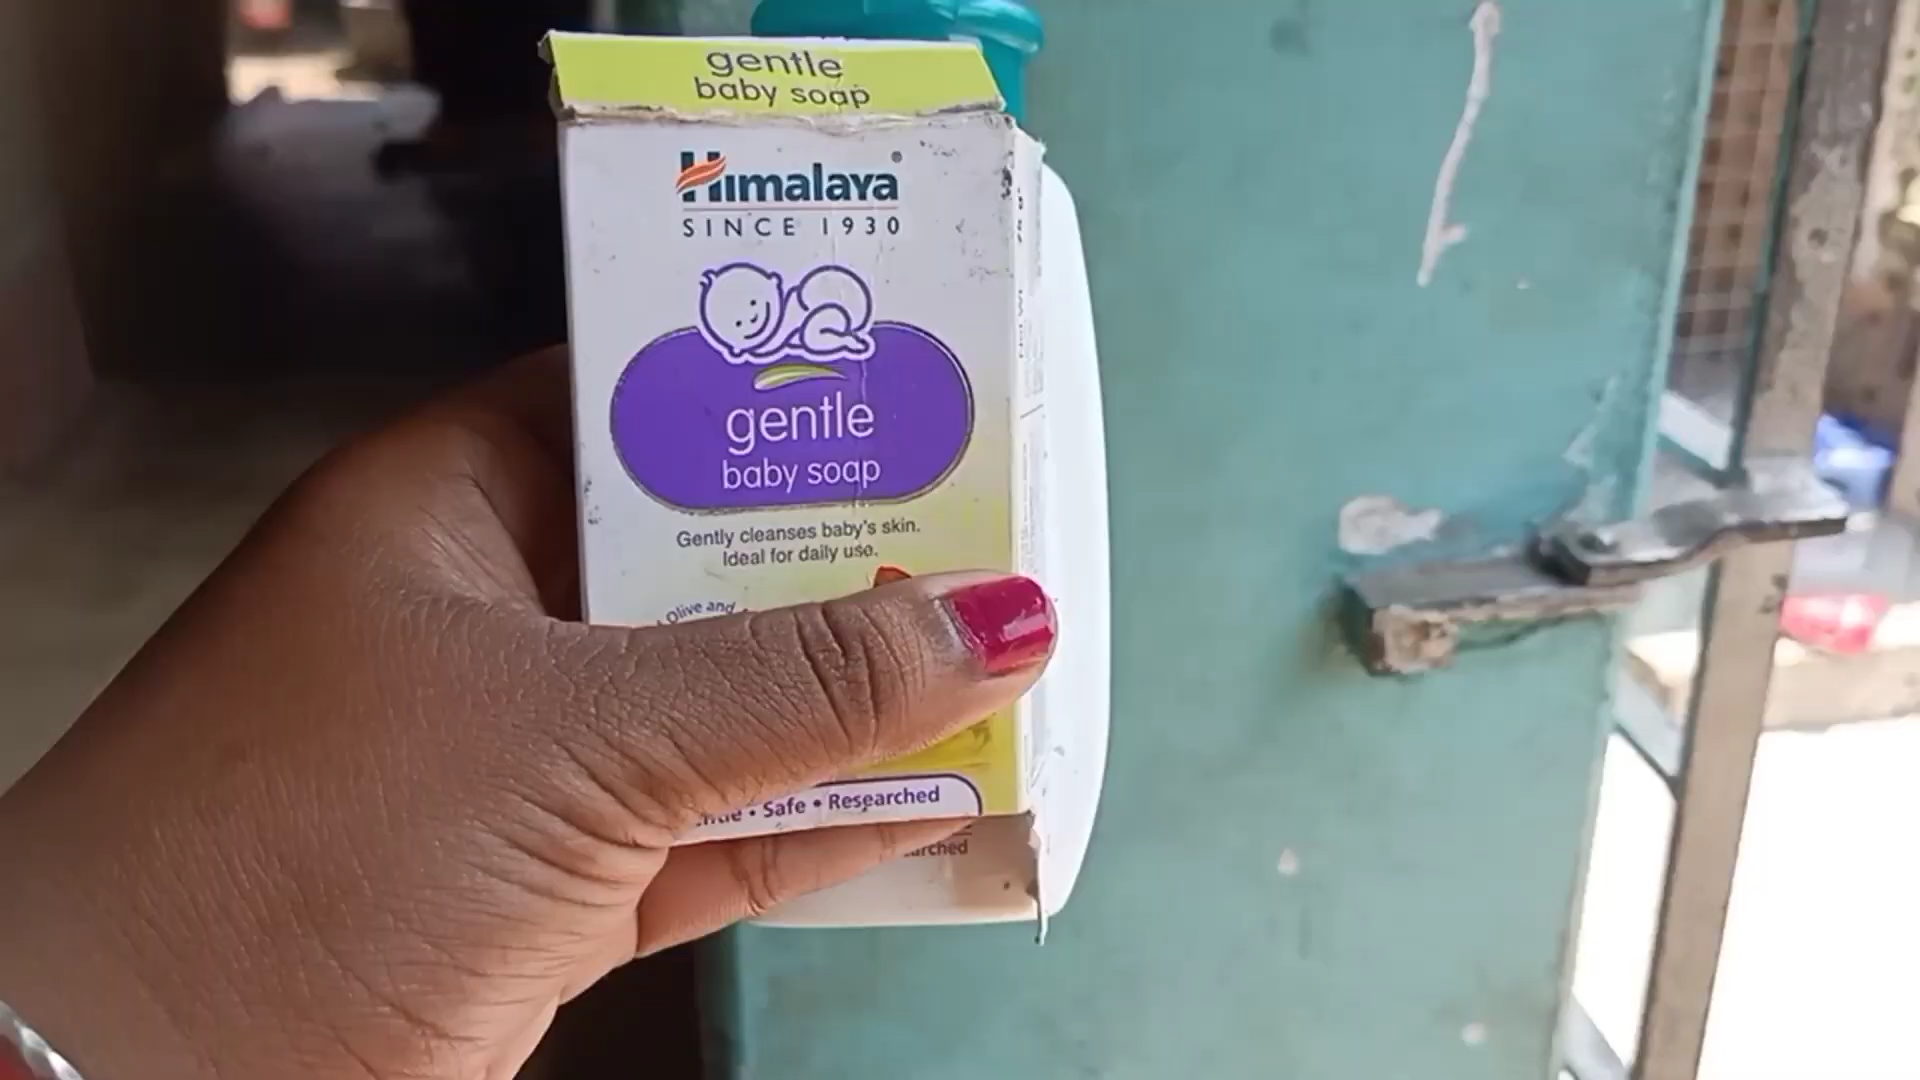 gentle
baby soap
Himalaya®
SINCE 1930
gentle
baby soap
Gently cleanses baby's skin.
Ideal for daily use.
Olive and
• Safe • Researched